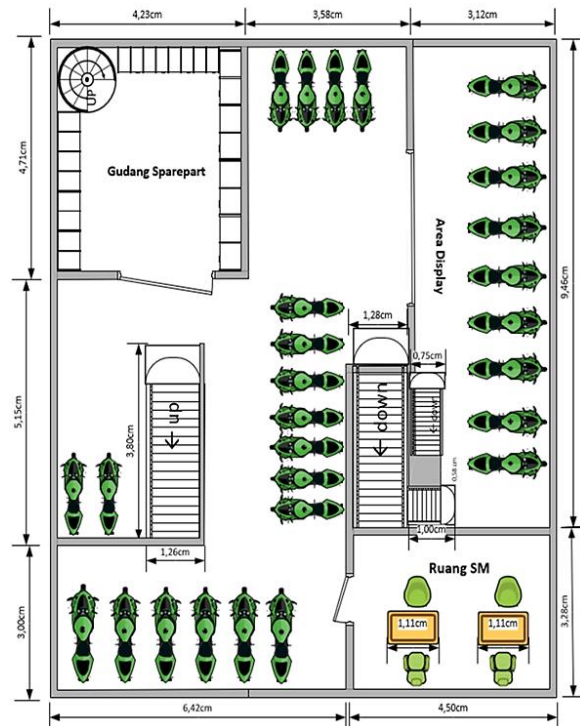 4,23cm
3,58cm
3,12cm
4,71cm
UP
Gudang Sparepart
Area Display
9,46cm
1,28cm
0,75cm
5,15cm
3,80cm
up
down
down
0,58 cm
1,00cm
1,26cm
Ruang SM
3,00cm
1,11cm
1,11cm
3,28cm
6,42cm
4,50cm